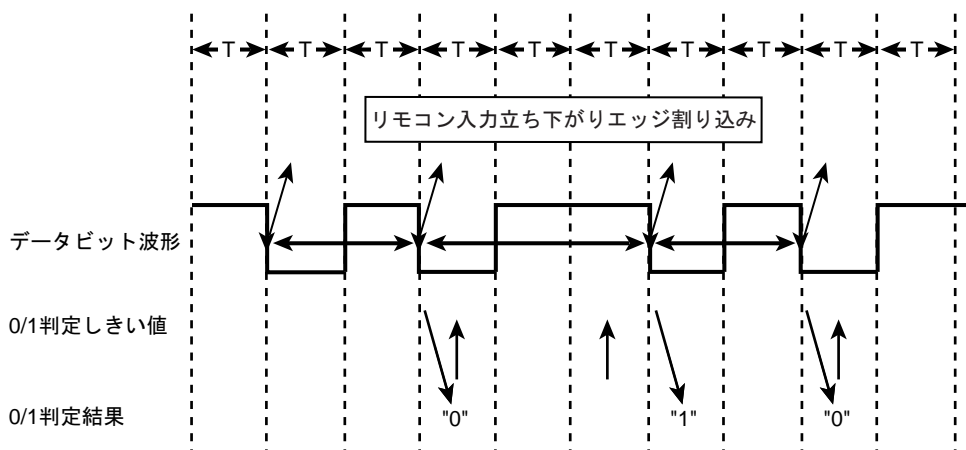 T T T T T T T T T T
リモコン入力立ち下がりエッジ割り込み
データビット波形
0/1判定しきい値
0/1判定結果 "0" "1" "0"